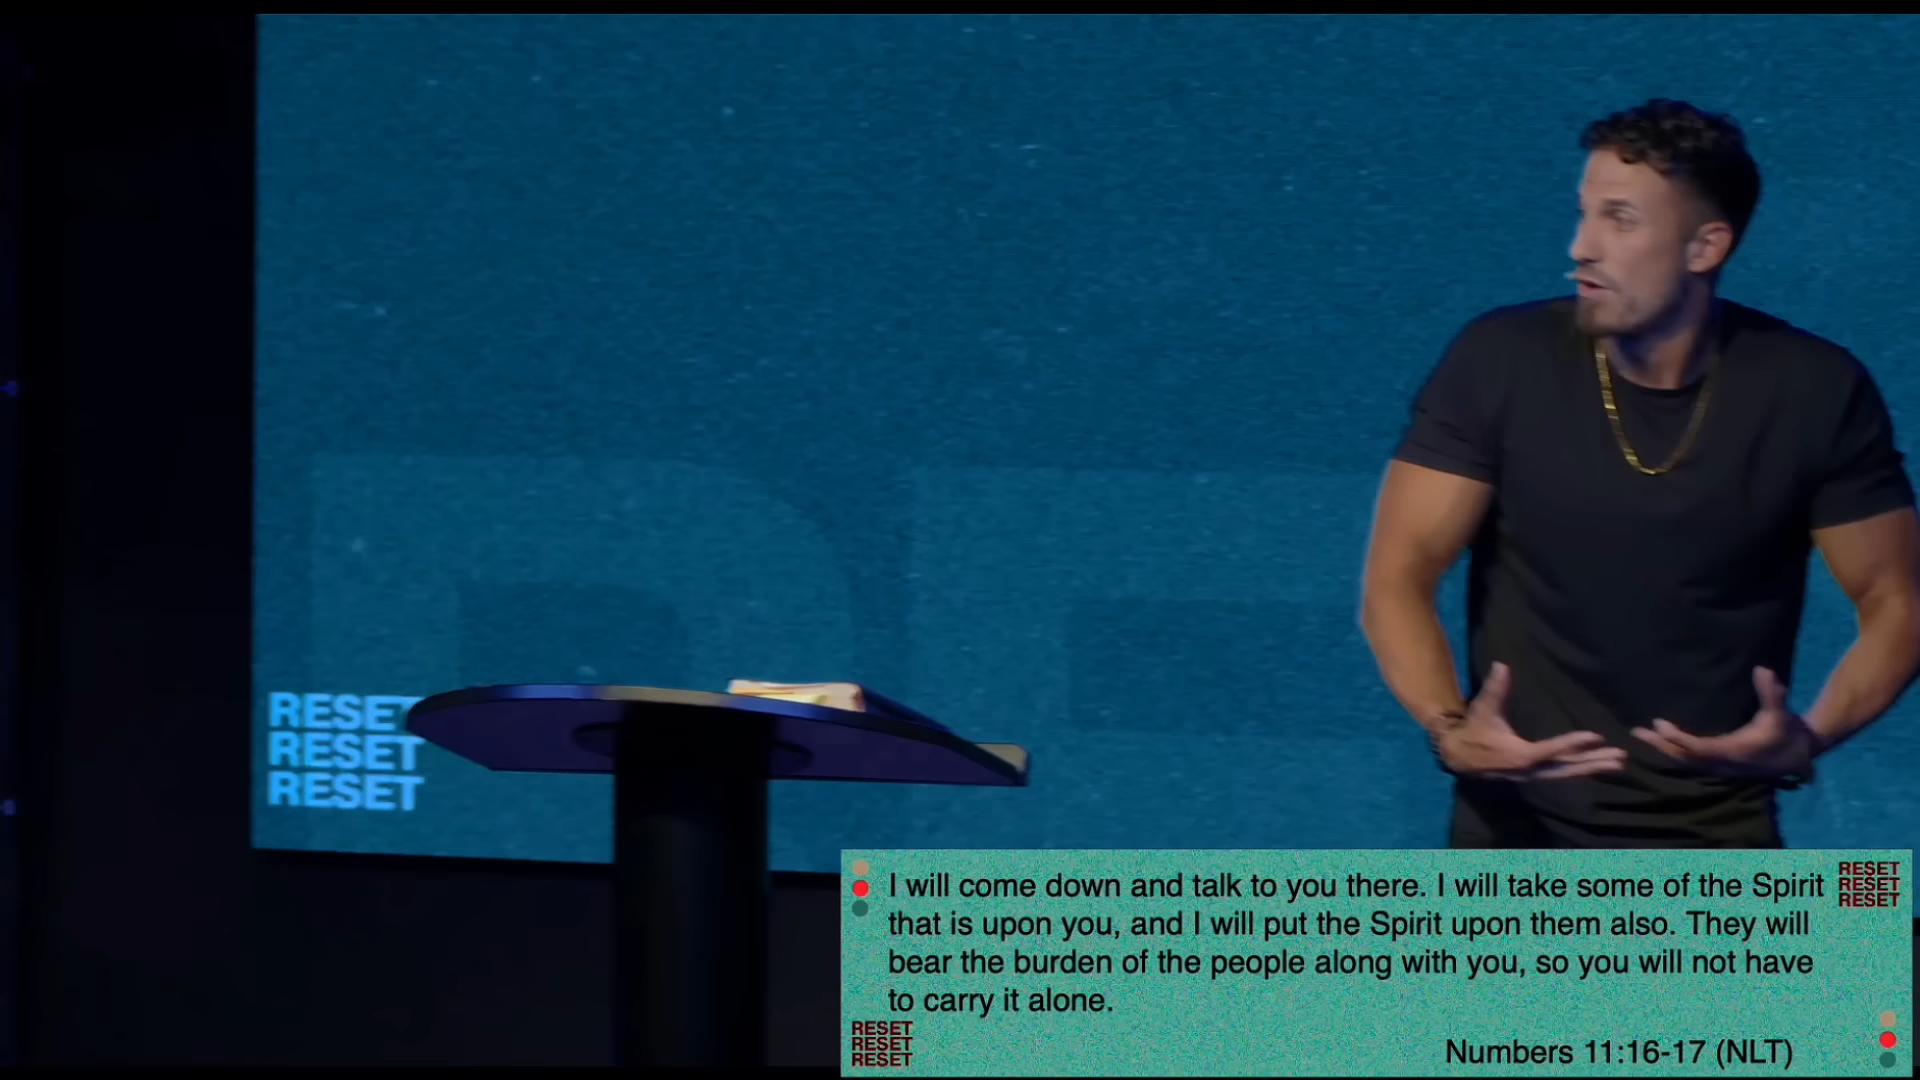 RESET
RESET
RESET
I will come down and talk to you there. I will take some of the Spirit
that is upon you, and I will put the Spirit upon them also. They will
bear the burden of the people along with you, so you will not have
to carry it alone.
Numbers 11:16-17 (NLT)
RESET
RESET
RESET
RESET
RESET
RESET